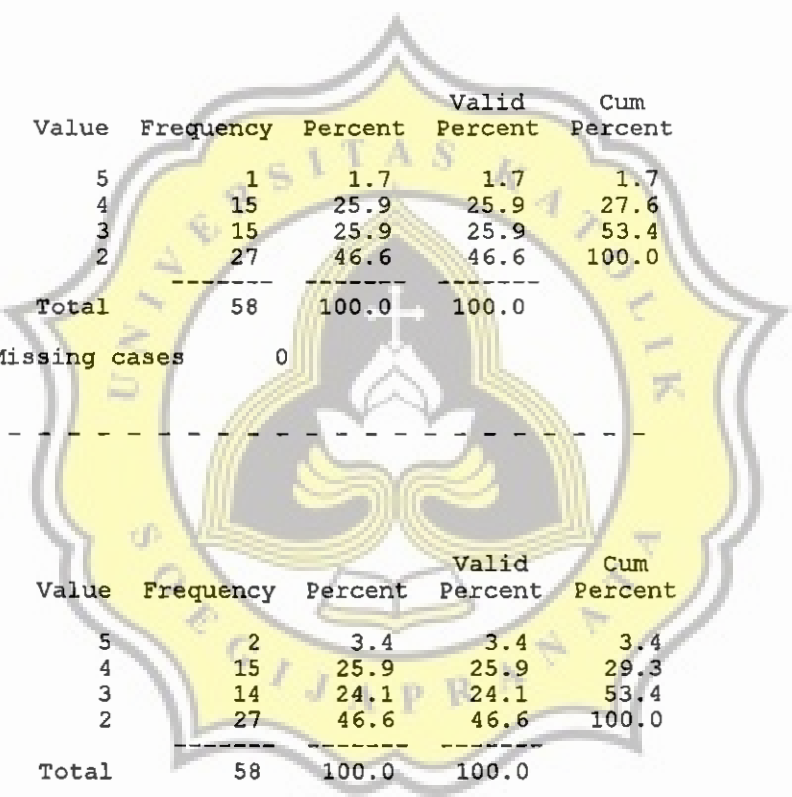 Valid Cum
Value Frequency Percent Percent Percent
5 1 1.7 1.7 1.7
4 15 25.9 25.9 27.6
3 15 25.9 25.9 53.4
2 27 46.6 46.6 100.0
------- ------- -------
Total 58 100.0 100.0
Missing cases 0
- - - - - - - - - - - - - - - - - - - - - -
Valid Cum
Value Frequency Percent Percent Percent
5 2 3.4 3.4 3.4
4 15 25.9 25.9 29.3
3 14 24.1 24.1 53.4
2 27 46.6 46.6 100.0
------- ------- -------
Total 58 100.0 100.0
UNIVERSITAS KATOLIK
SOEGIJAPRANATA